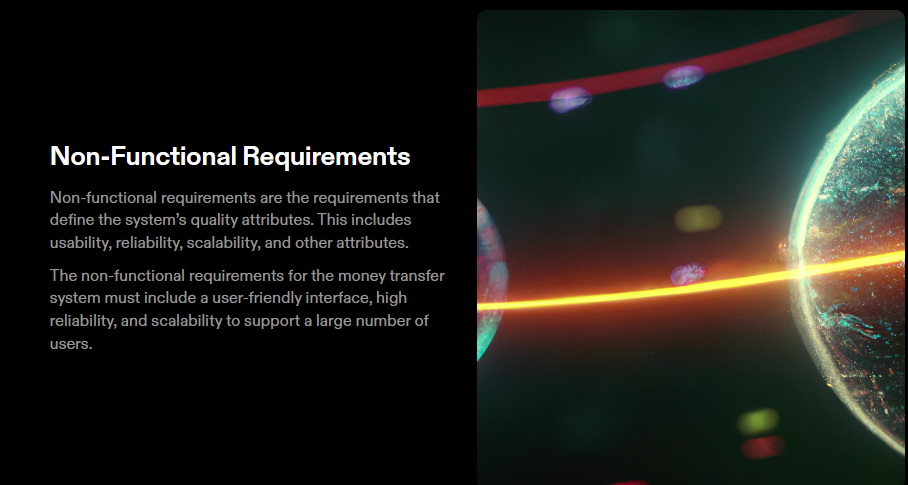 Non-Functional Requirements
Non-functional requirements are the requirements that
define the system's quality attributes. This includes
usability, reliability, scalability, and other attributes.
The non-functional requirements for the money transfer
system must include a user-friendly interface, high
reliability, and scalability to support a large number of
users.